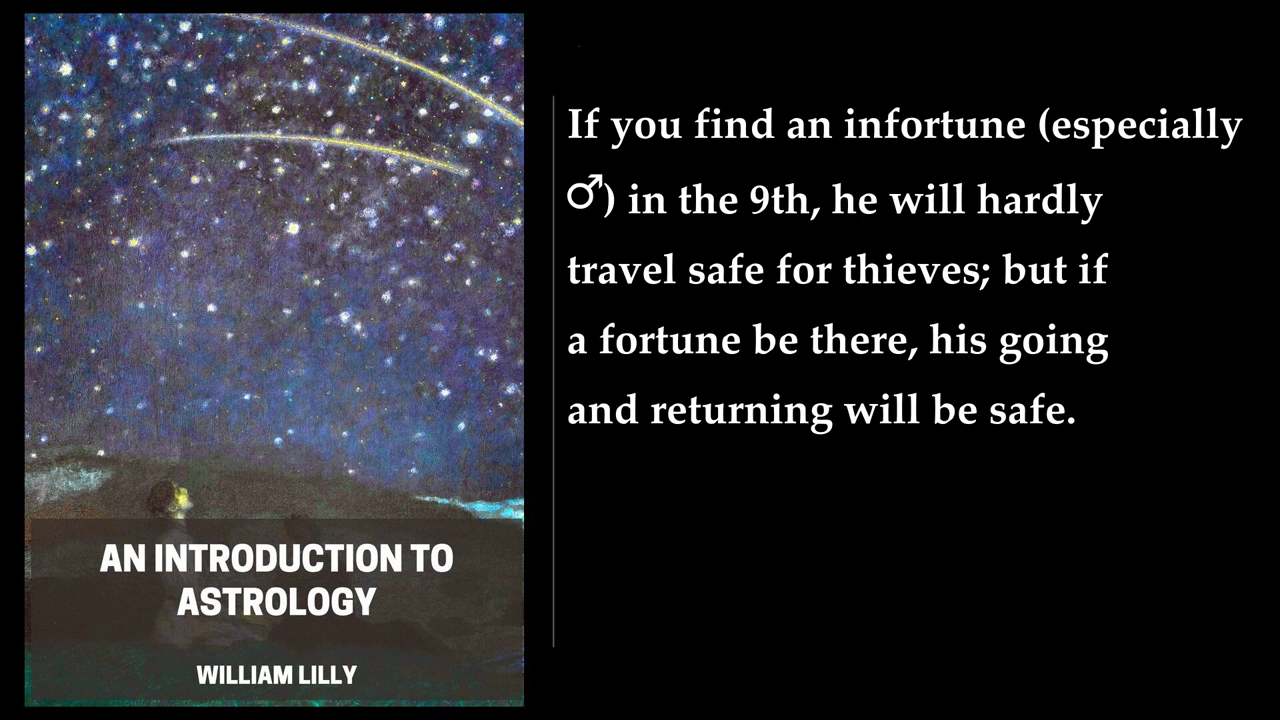 AN INTRODUCTION TO
ASTROLOGY
WILLIAM LILLY
If you find an infortune (especially
♂) in the 9th, he will hardly
travel safe for thieves; but if
a fortune be there, his going
and returning will be safe.